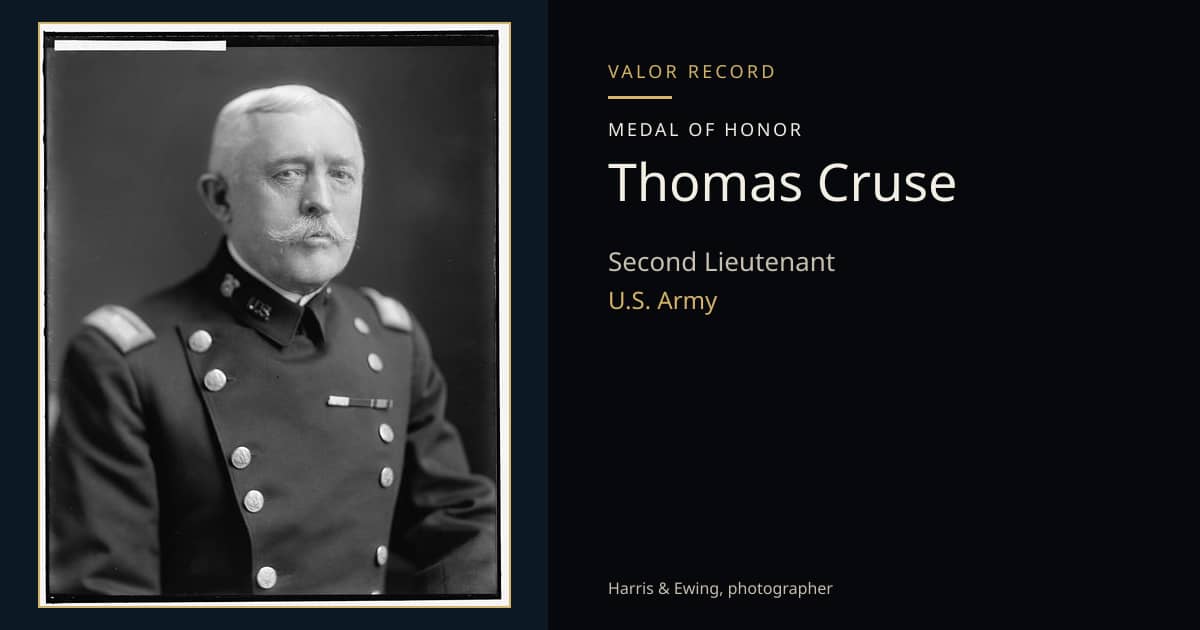 VALOR RECORD
MEDAL OF HONOR
Thomas Cruse
Second Lieutenant
U.S. Army
Harris & Ewing, photographer
U.S.